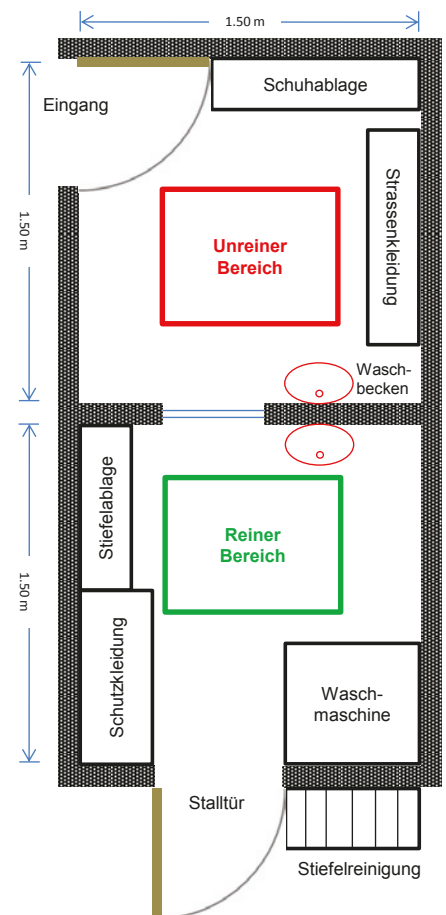 1.50 m
Schuhablage
Eingang
Strassenkleidung
1.50 m
Unreiner
Bereich
Wasch-
becken
Stiefelablage
Reiner
Bereich
1.50 m
Schutzkleidung
Wasch-
maschine
Stalltür
Stiefelreinigung